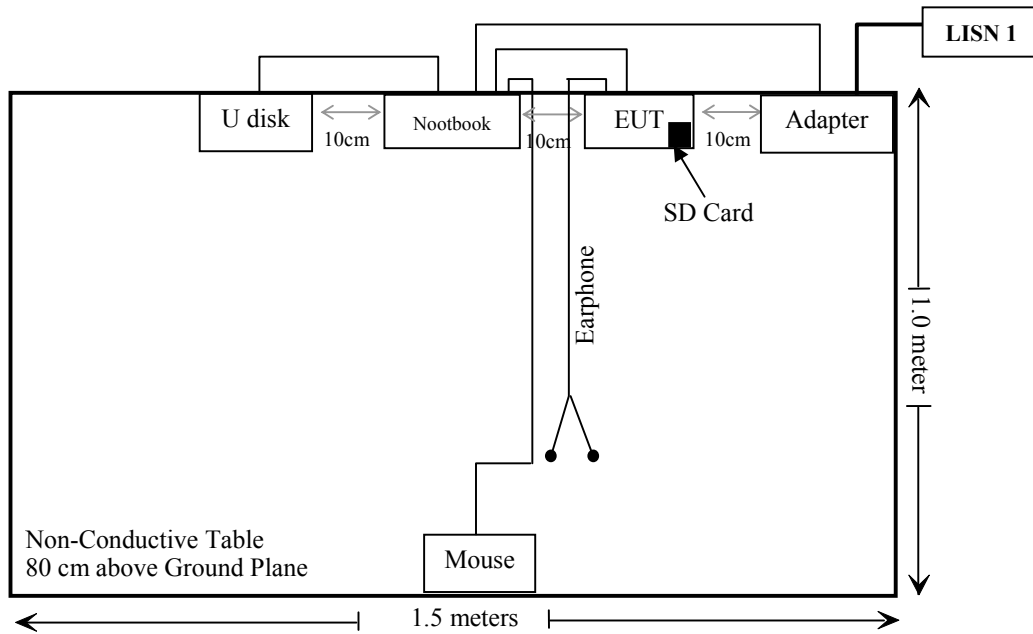 LISN 1
U disk
10cm
Nootbook
10cm
EUT
10cm
Adapter
SD Card
Earphone
1.0 meter
Non-Conductive Table
80 cm above Ground Plane
Mouse
1.5 meters